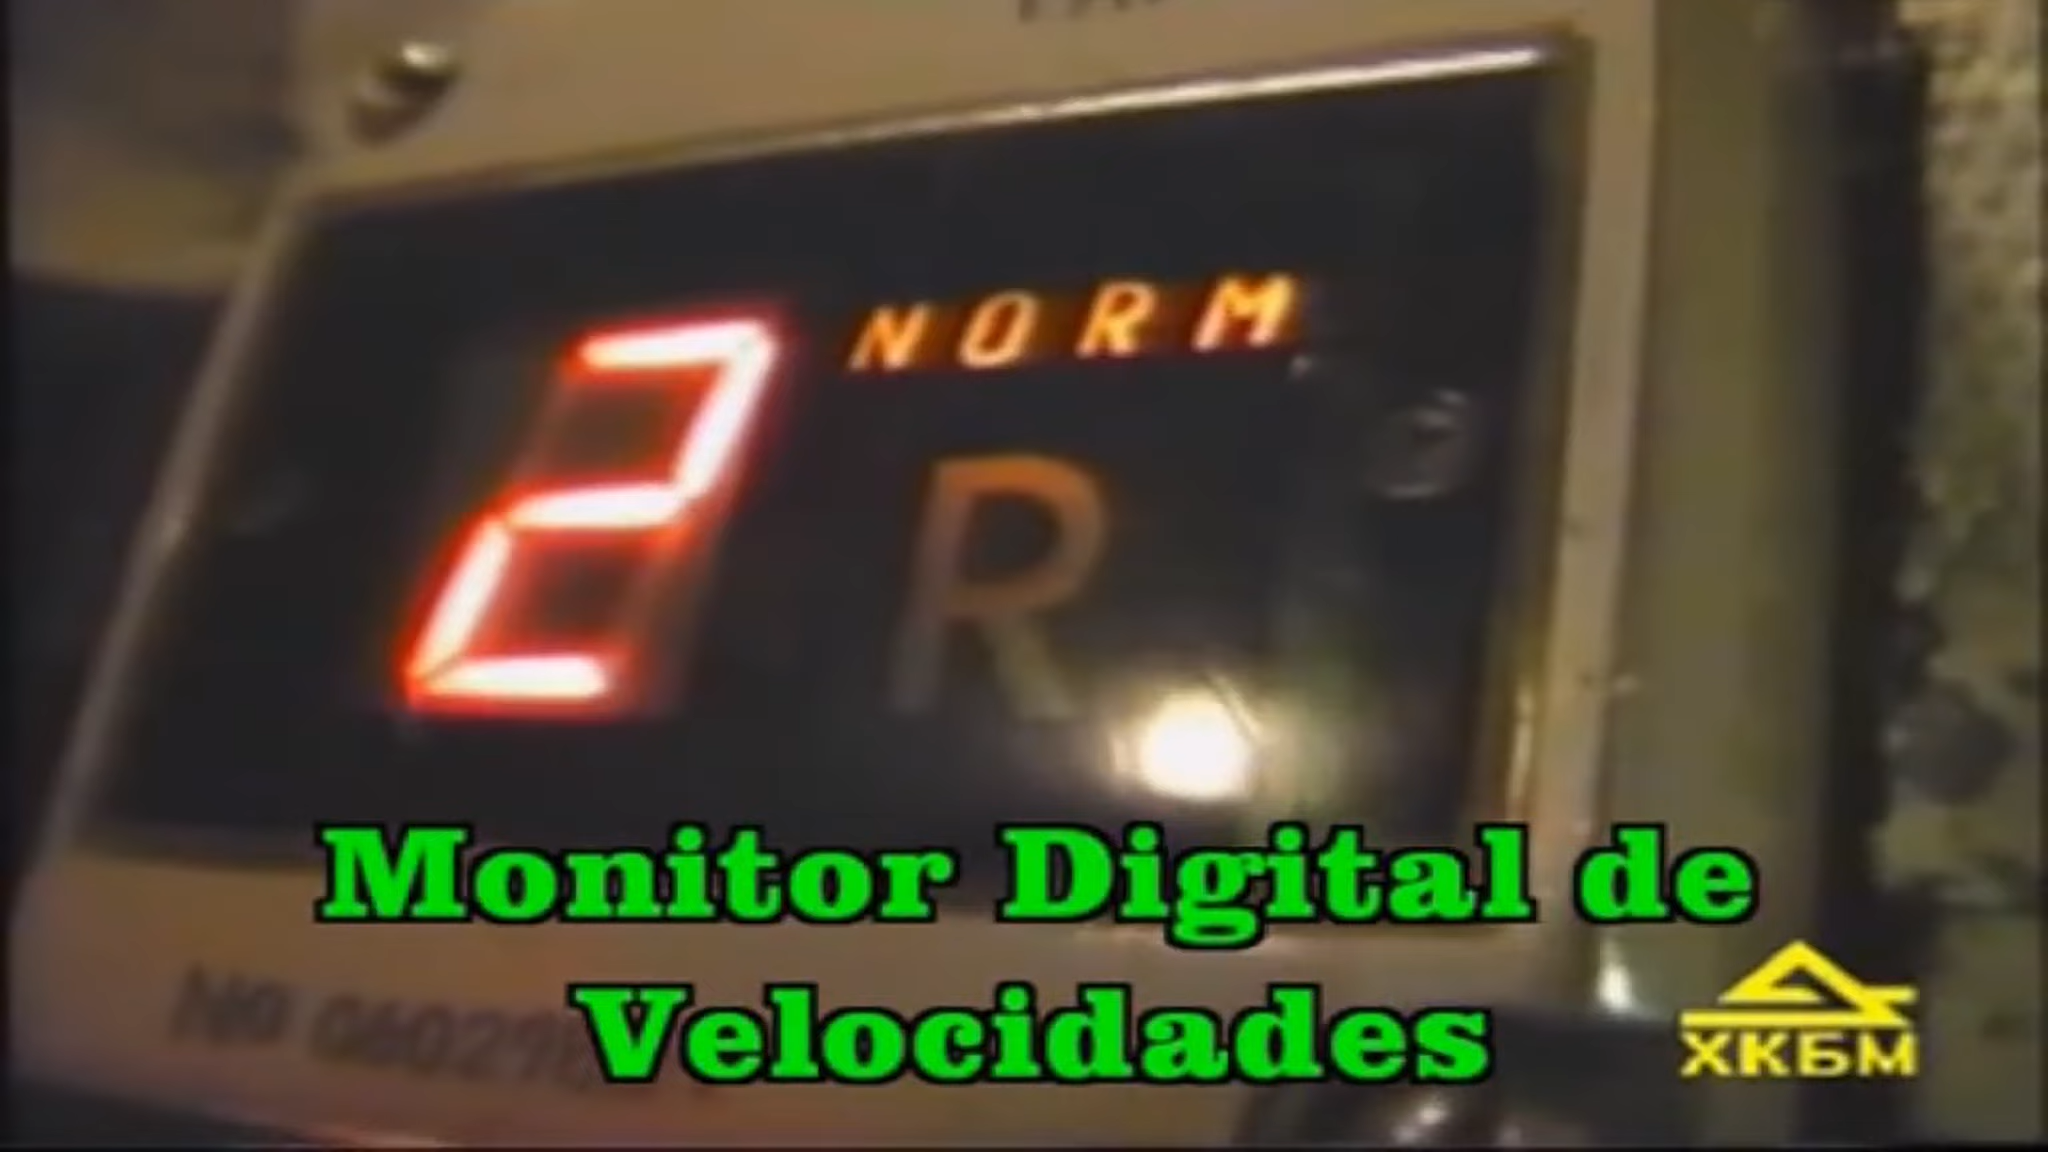 2 NORM
R
Monitor Digital de
Velocidades
ХКБМ